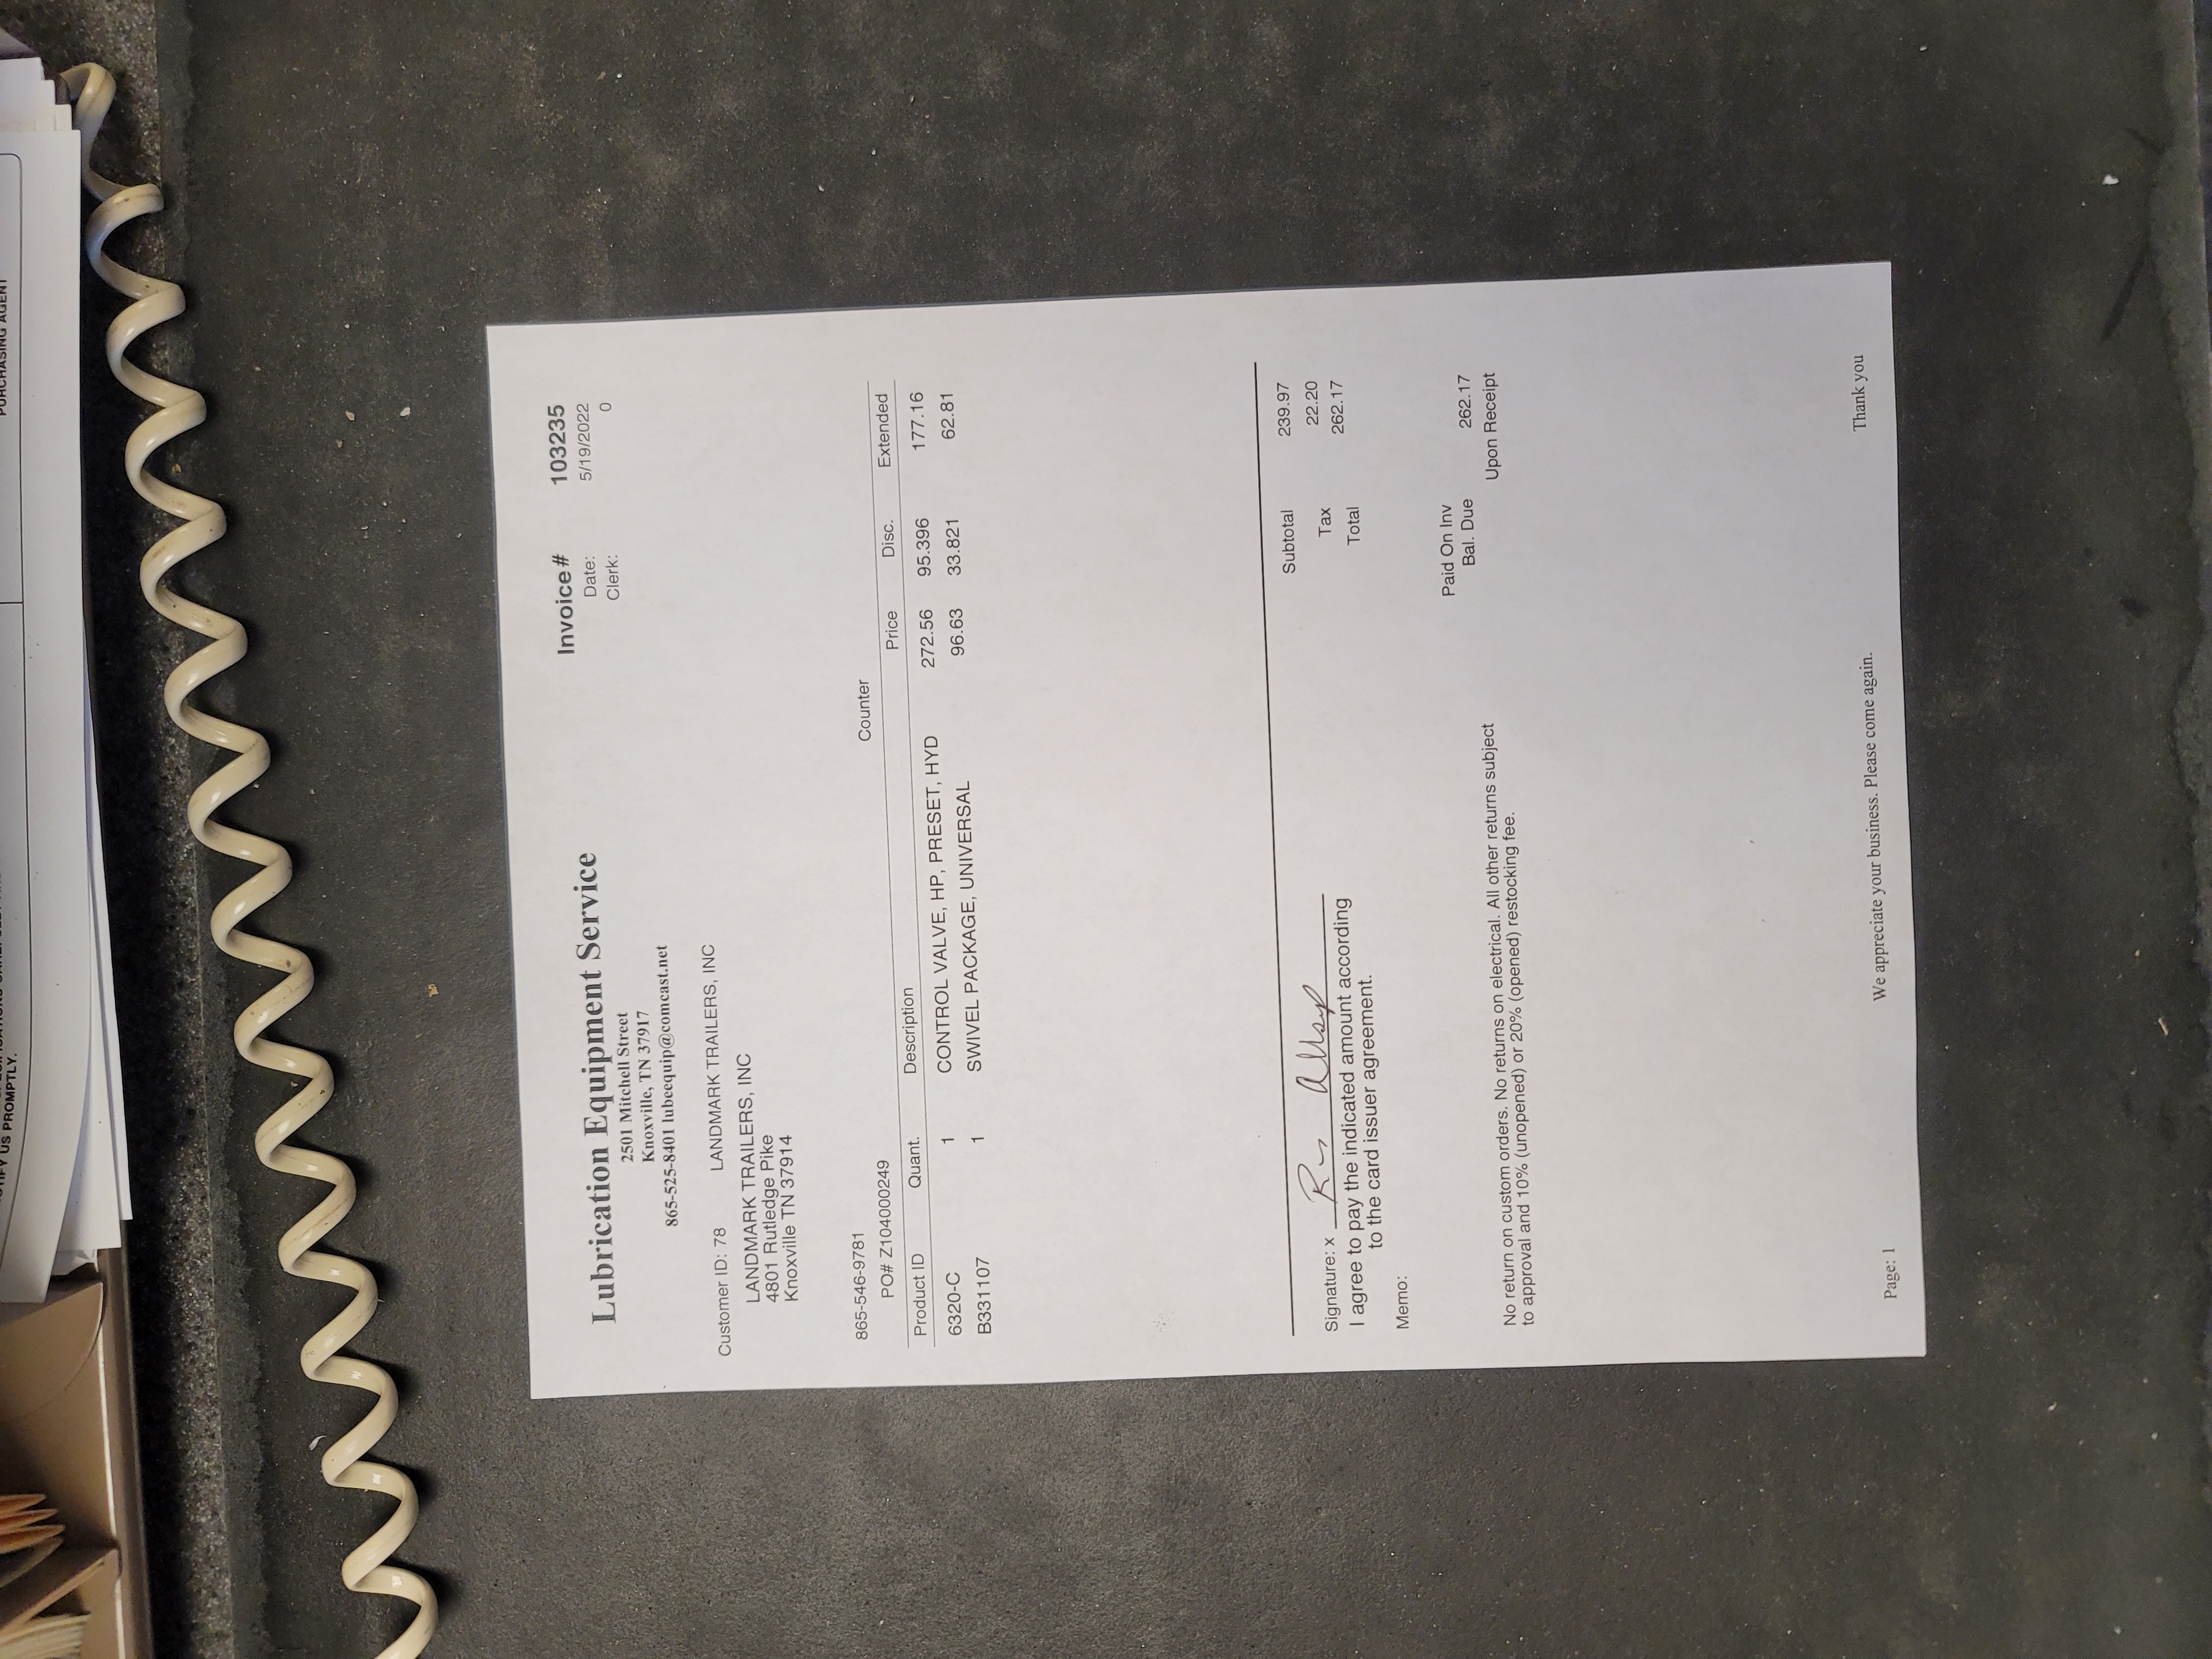 US PROMPTLY.
PURCHASING AGENT
Lubrication Equipment Service
2501 Mitchell Street
Knoxville, TN 37917
865-525-8401 lubeequip@comcast.net
Invoice# 103235
Date: 5/19/2022
Clerk: 0
Customer ID: 78 LANDMARK TRAILERS, INC
LANDMARK TRAILERS, INC
4801 Rutledge Pike
Knoxville TN 37914
865-546-9781
Counter
PO# Z104000249
Product ID Quant. Description Price Disc. Extended
6320-C 1 CONTROL VALVE, HP, PRESET, HYD 272.56 95.396 177.16
B331107 1 SWIVEL PACKAGE, UNIVERSAL 96.63 33.821 62.81
Subtotal 239.97
Tax 22.20
Total 262.17
Signature: x
I agree to pay the indicated amount according
to the card issuer agreement.
Memo:
Paid On Inv
Bal. Due 262.17
Upon Receipt
No return on custom orders. No returns on electrical. All other returns subject
to approval and 10% (unopened) or 20% (opened) restocking fee.
Page: 1 We appreciate your business. Please come again. Thank you